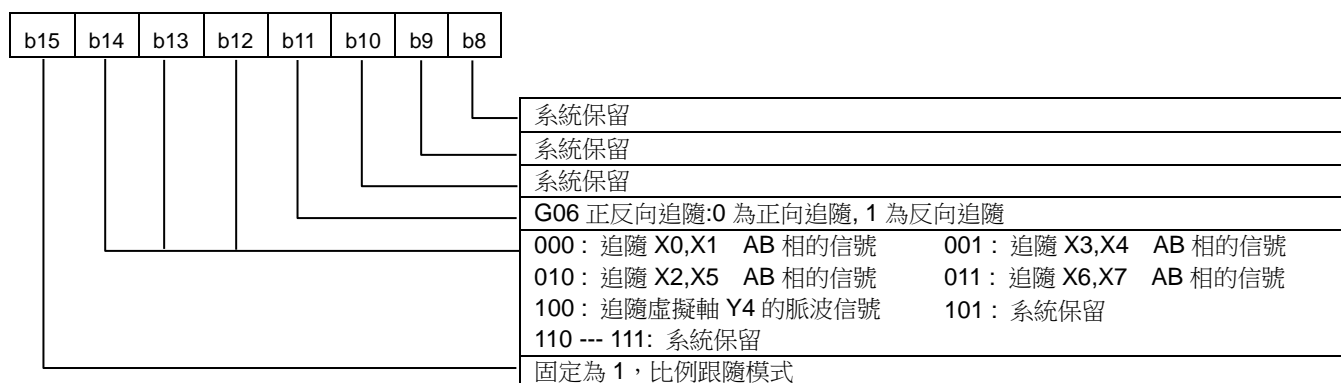 b15 b14 b13 b12 b11 b10 b9 b8
系統保留
系統保留
系統保留
G06 正反向追隨:0 為正向追隨, 1 為反向追隨
000 : 追隨 X0,X1 AB 相的信號 001 : 追隨 X3,X4 AB 相的信號
010 : 追隨 X2,X5 AB 相的信號 011 : 追隨 X6,X7 AB 相的信號
100 : 追隨虛擬軸 Y4 的脈波信號 101 : 系統保留
110 --- 111: 系統保留
固定為 1，比例跟隨模式